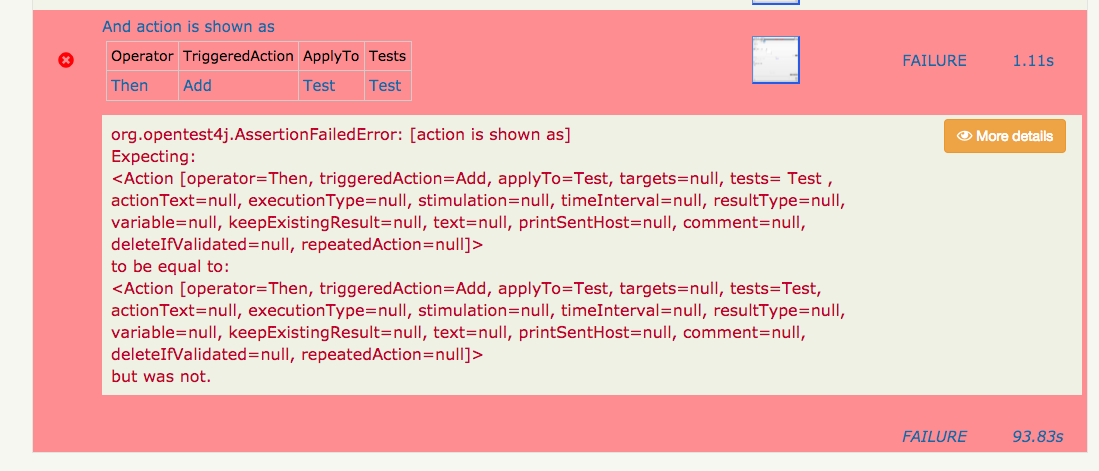 And action is shown as
Operator TriggeredAction ApplyTo Tests
Then Add Test Test
FAILURE 1.11s
org.opentest4j.AssertionFailedError: [action is shown as]
More details
Expecting:
<Action [operator=Then, triggeredAction=Add, applyTo=Test, targets=null, tests= Test ,
actionText=null, executionType=null, stimulation=null, timeInterval=null, resultType=null,
variable=null, keepExistingResult=null, text=null, printSentHost=null, comment=null,
deleteIfValidated=null, repeatedAction=null]>
to be equal to:
<Action [operator=Then, triggeredAction=Add, applyTo=Test, targets=null, tests=Test,
actionText=null, executionType=null, stimulation=null, timeInterval=null, resultType=null,
variable=null, keepExistingResult=null, text=null, printSentHost=null, comment=null,
deleteIfValidated=null, repeatedAction=null]>
but was not.
FAILURE 93.83s